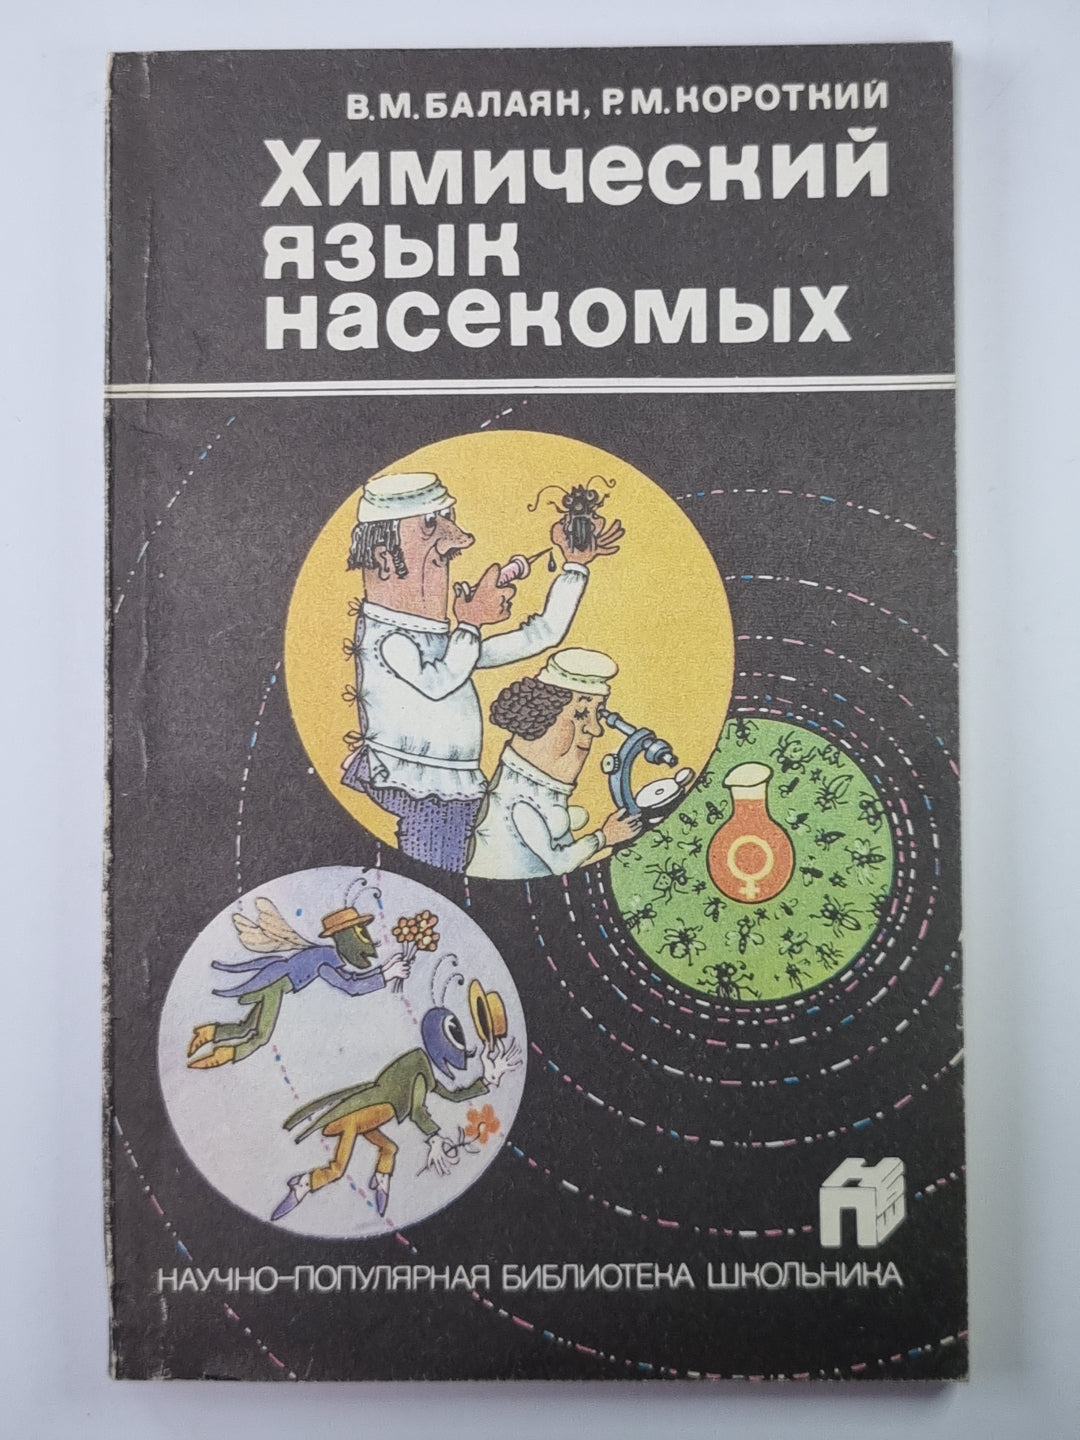 В.М.БАЛАЯН, Р.М.КОРОТКИЙ
Химический
язык
насекомых
НАУЧНО-ПОПУЛЯРНАЯ БИБЛИОТЕКА ШКОЛЬНИКА